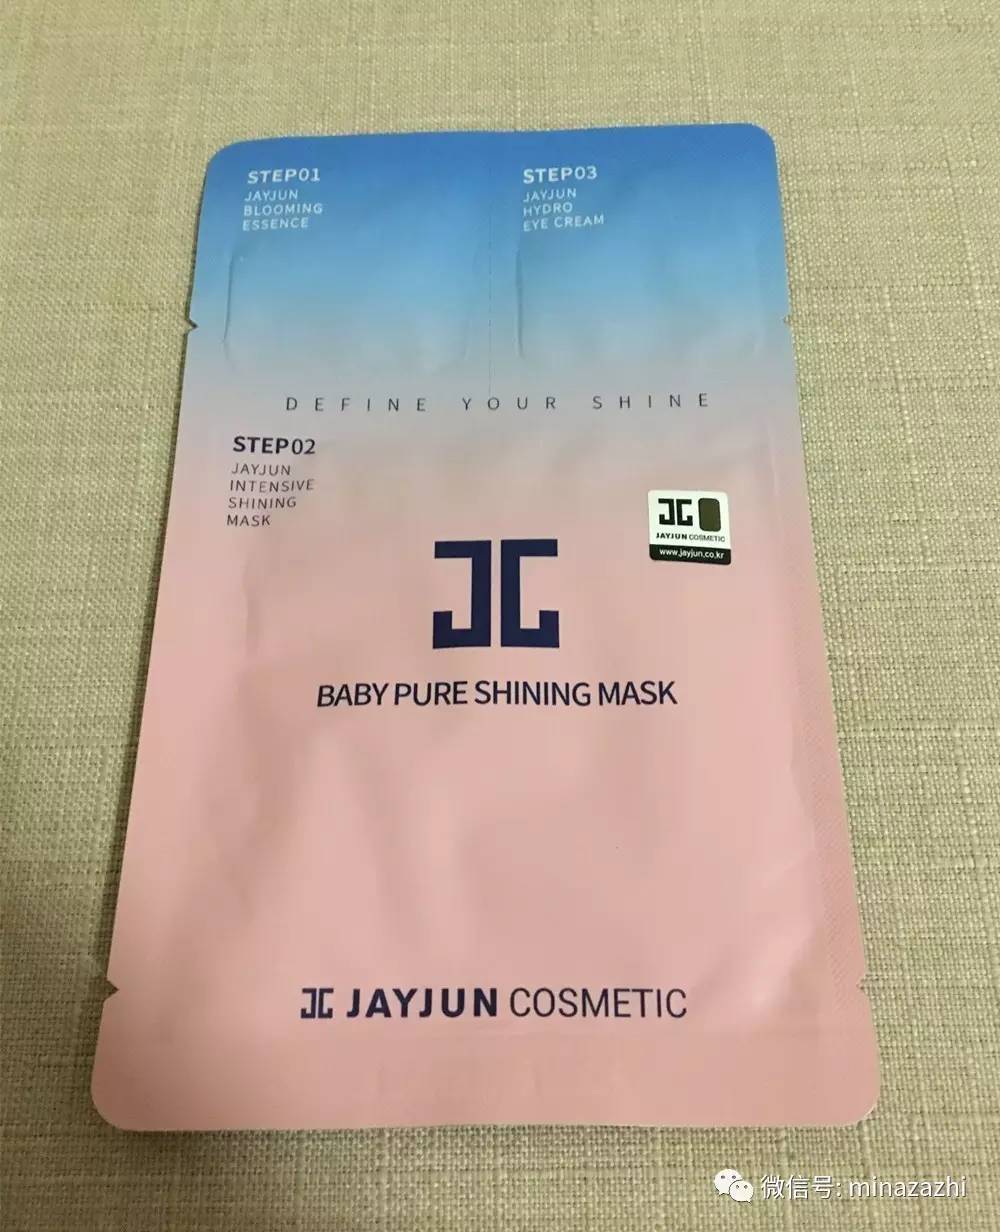 STEP01
JAYJUN
BLOOMING
ESSENCE
STEP03
JAYJUN
HYDRO
EYE CREAM
DEFINE YOUR SHINE
STEP02
JAYJUN
INTENSIVE
SHINING
MASK
JAYJUN COSMETIC
www.jayjun.co.kr
BABY PURE SHINING MASK
JAYJUN COSMETIC
微信号: minazazhi